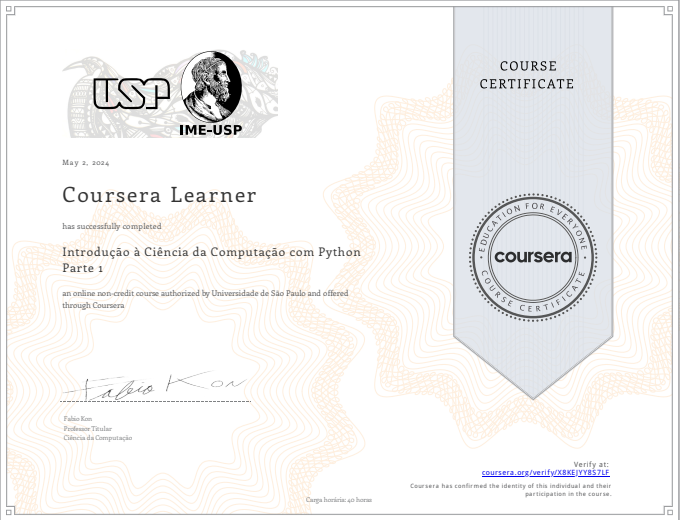 USP
IME-USP
COURSE
CERTIFICATE
May 2, 2024
Coursera Learner
has successfully completed
Introdução à Ciência da Computação com Python
Parte 1
an online non-credit course authorized by Universidade de São Paulo and offered
through Coursera
EDUCATION FOR EVERYONE
coursera
COURSE CERTIFICATE
Fabio Kon
Fabio Kon
Professor Titular
Ciência da Computação
Verify at:
coursera.org/verify/X8KEJYY8S7LF
Coursera has confirmed the identity of this individual and their
participation in the course.
Carga horária: 40 horas